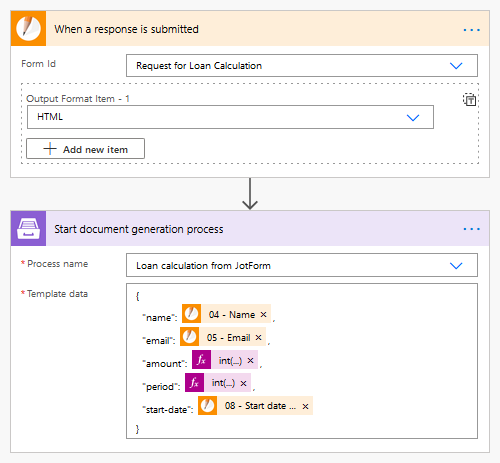 When a response is submitted
Form Id
Request for Loan Calculation
Output Format Item - 1
HTML
Add new item
Start document generation process
* Process name
Loan calculation from JotForm
* Template data
{
"name": 04 - Name × ,
"email": 05 - Email × ,
"amount": fx int(...) × ,
"period": fx int(...) × ,
"start-date": 08 - Start date ... ×
}